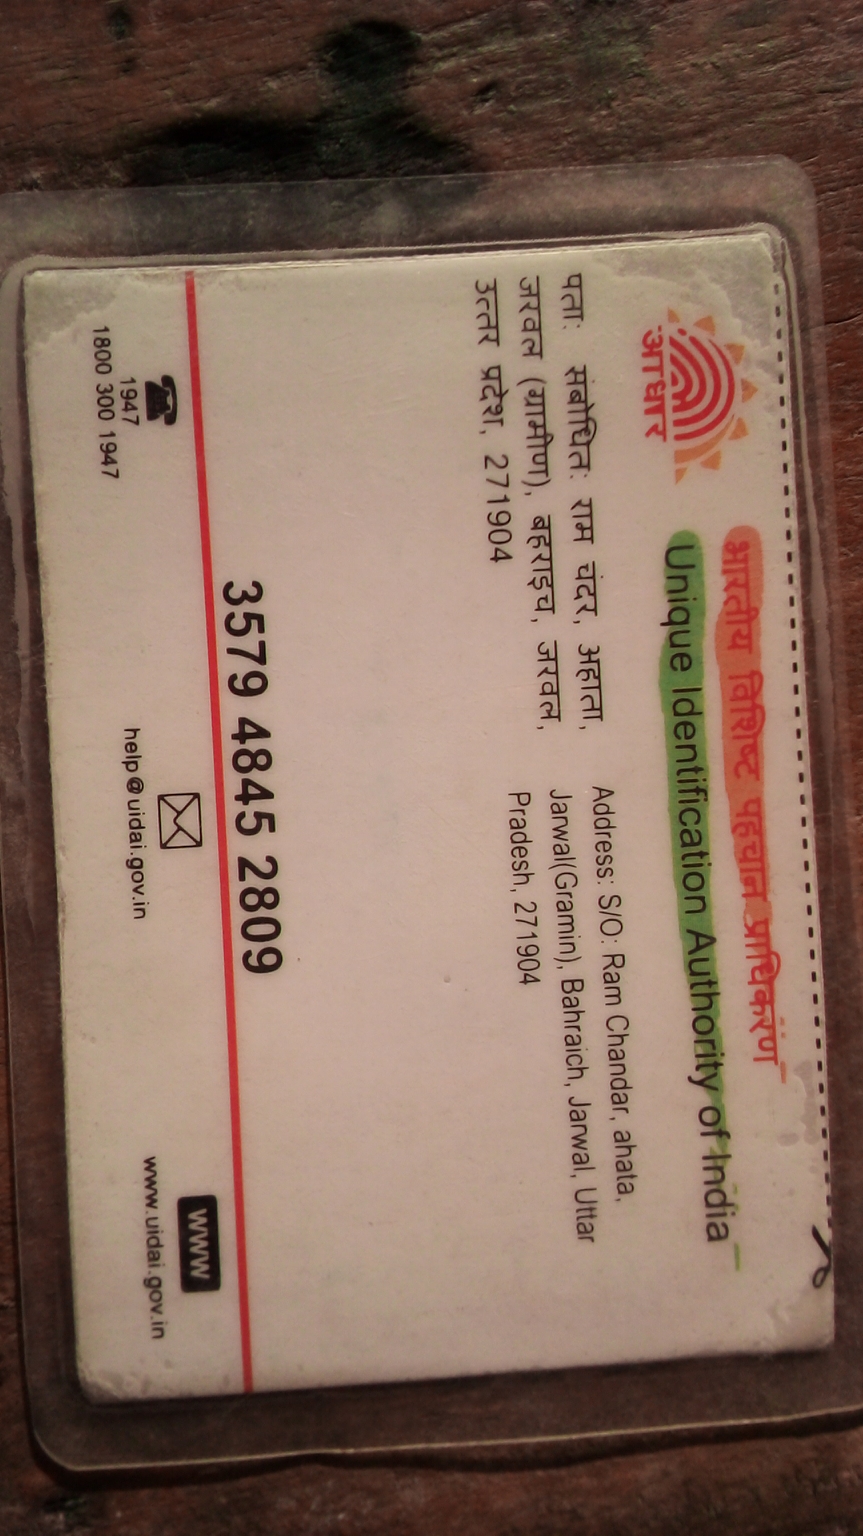 भारतीय विशिष्ट पहचान प्राधिकरण
Unique Identification Authority of India
आधार
पताः संबोधितः राम चंदर, अहाता,
जरवल (ग्रामीण), बहराइच, जरवल,
उत्तर प्रदेश, 271904
Address: S/O: Ram Chandar, ahata,
Jarwal(Gramin), Bahraich, Jarwal, Uttar
Pradesh, 271904
3579 4845 2809
1947
1800 300 1947
help@uidai.gov.in
WWW
www.uidai.gov.in